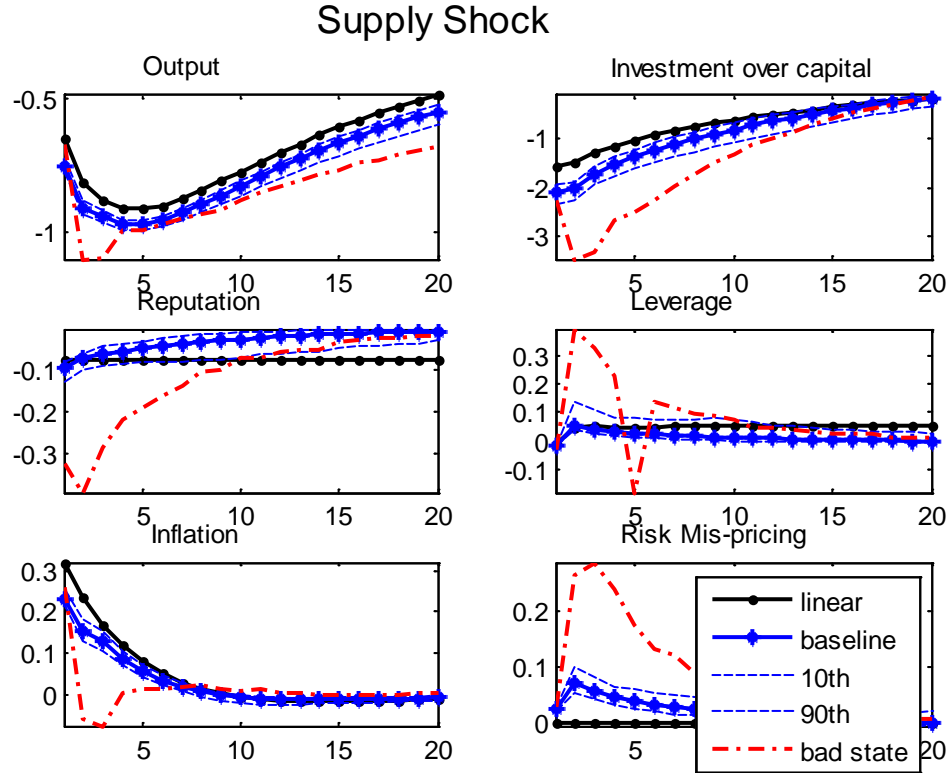 Supply Shock
Output
-0.5
-1
5 10 15 20
Investment over capital
-1
-2
-3
5 10 15 20
Reputation
-0.1
-0.2
-0.3
5 10 15 20
Leverage
0.3
0.2
0.1
0
-0.1
5 10 15 20
Inflation
0.3
0.2
0.1
0
5 10 15 20
Risk Mis-pricing
0.2
0.1
0
5 20
linear
baseline
10th
90th
bad state